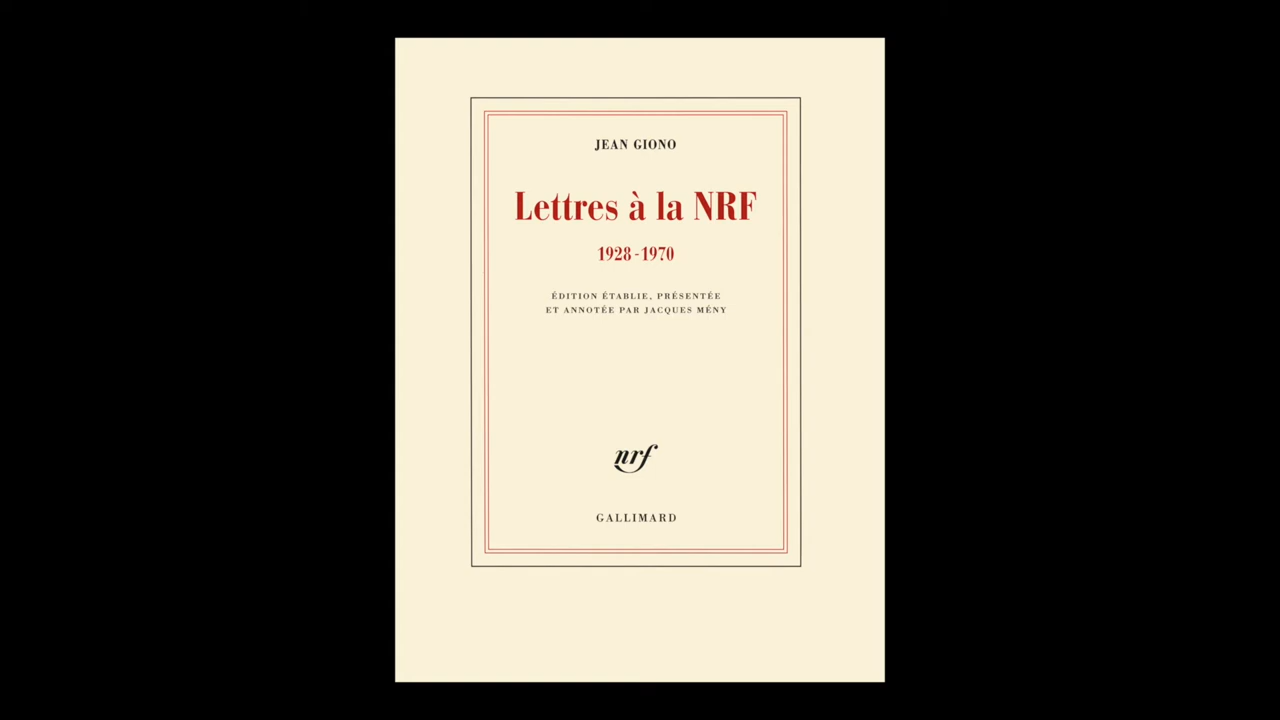 JEAN GIONO
Lettres à la NRF
1928-1970
ÉDITION ÉTABLIE, PRÉSENTÉE
ET ANNOTÉE PAR JACQUES MÉNY
nrf
GALLIMARD